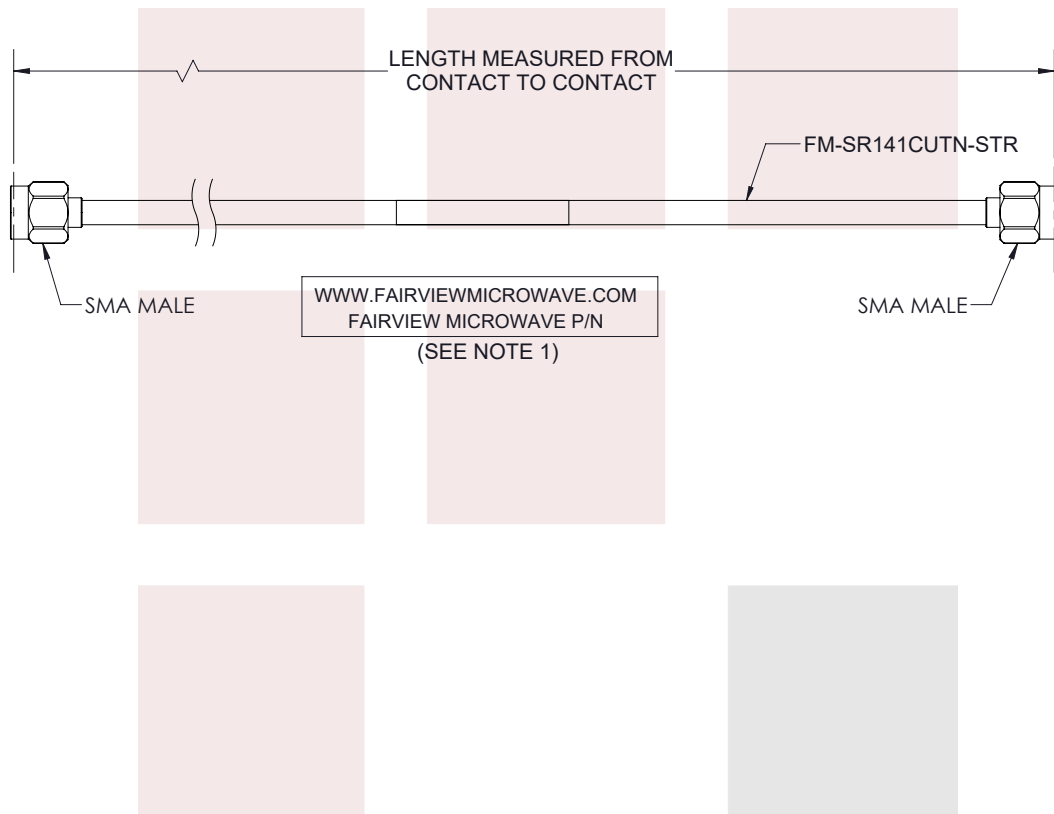 LENGTH MEASURED FROM
CONTACT TO CONTACT
FM-SR141CUTN-STR
SMA MALE
WWW.FAIRVIEWMICROWAVE.COM
FAIRVIEW MICROWAVE P/N
(SEE NOTE 1)
SMA MALE